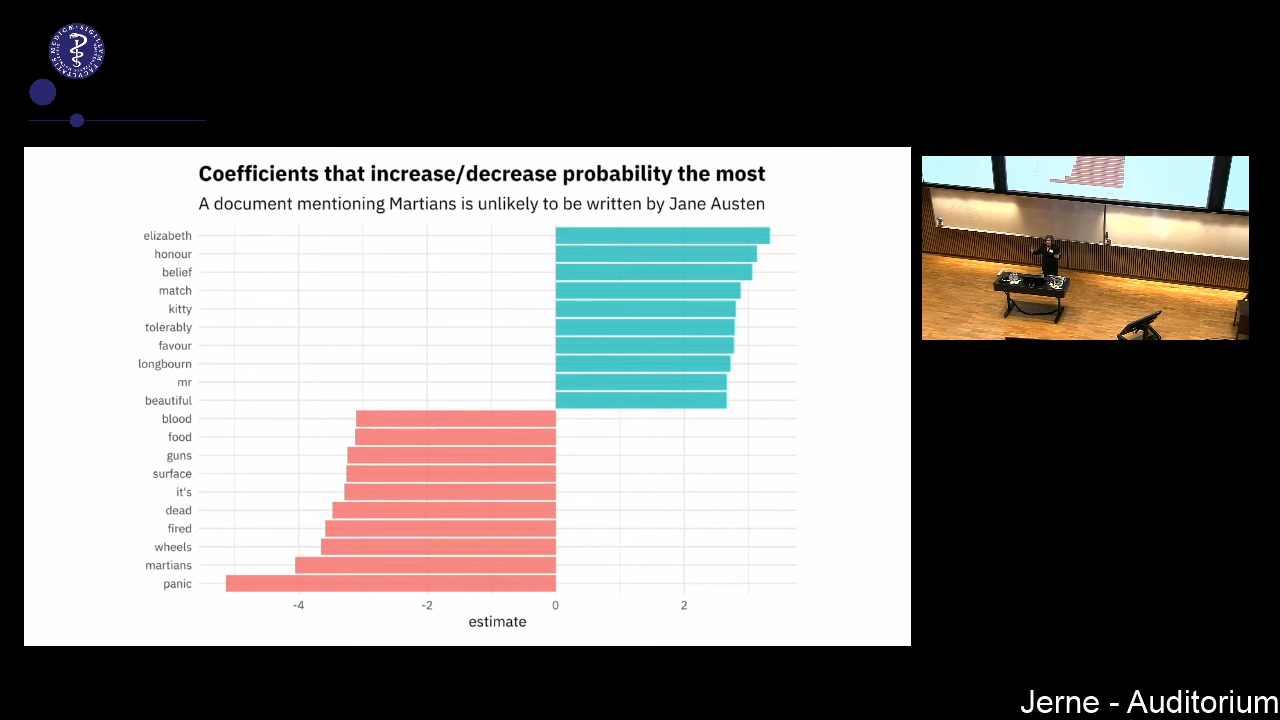 Coefficients that increase/decrease probability the most
A document mentioning Martians is unlikely to be written by Jane Austen
elizabeth
honour
belief
match
kitty
tolerably
favour
longbourn
mr
beautiful
blood
food
guns
surface
it's
dead
fired
wheels
martians
panic
-4 -2 0 2
estimate
Jerne - Auditorium